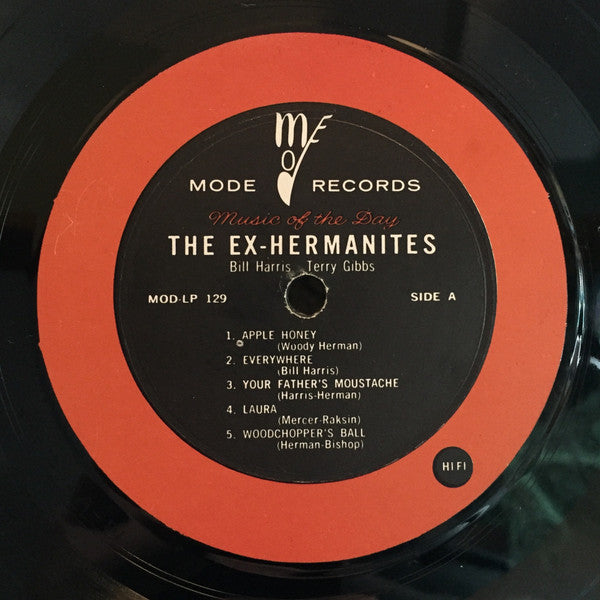 MODE
MODE RECORDS
Music of the Day
THE EX-HERMANITES
Bill Harris Terry Gibbs
MOD-LP 129 SIDE A
1. APPLE HONEY
(Woody Herman)
2. EVERYWHERE
(Bill Harris)
3. YOUR FATHER'S MOUSTACHE
(Harris-Herman)
4. LAURA
(Mercer-Raksin)
5. WOODCHOPPER'S BALL
(Herman-Bishop)
HI FI